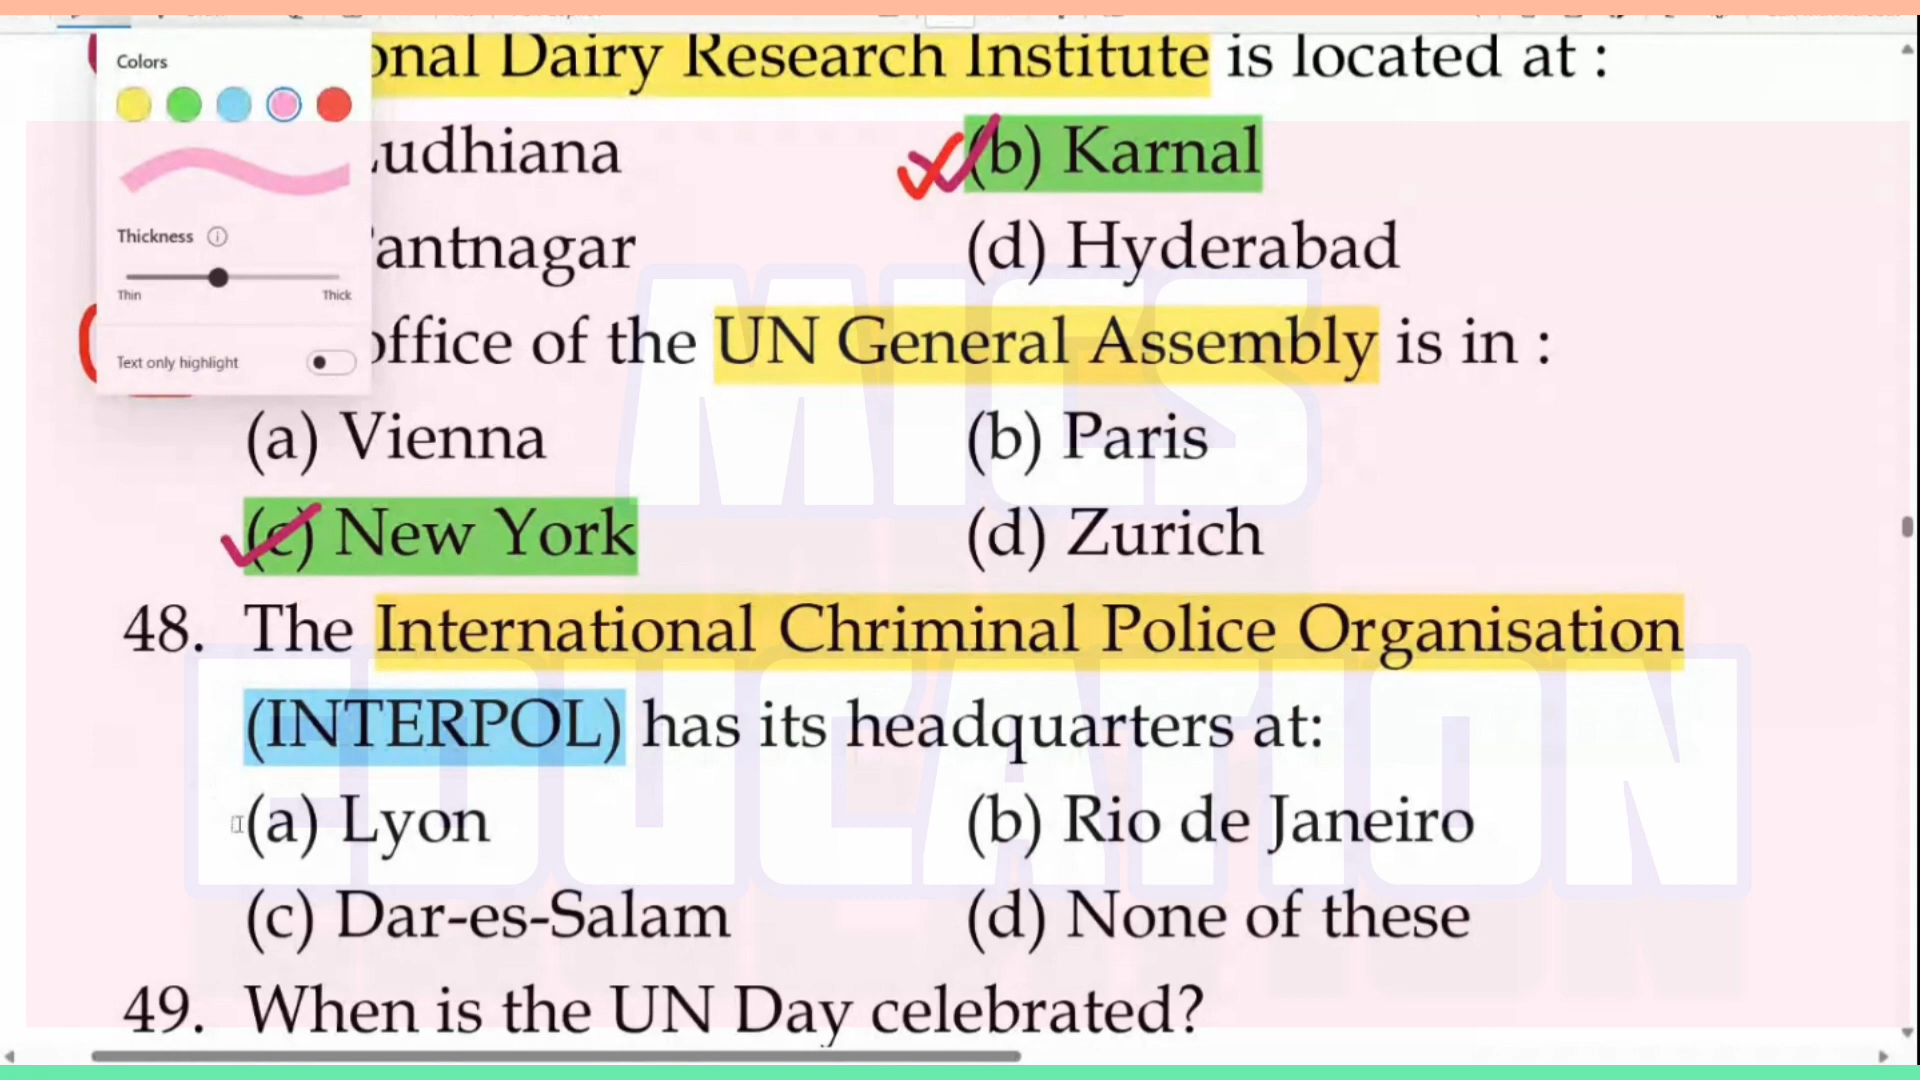 Colors
onal Dairy Research Institute is located at :
Ludhiana (b) Karnal
Thickness
Pantnagar (d) Hyderabad
Thin Thick
office of the UN General Assembly is in :
Text only highlight
(a) Vienna (b) Paris
(c) New York (d) Zurich
48. The International Chriminal Police Organisation
(INTERPOL) has its headquarters at:
(a) Lyon (b) Rio de Janeiro
(c) Dar-es-Salam (d) None of these
49. When is the UN Day celebrated?
MICS
EDUCATION